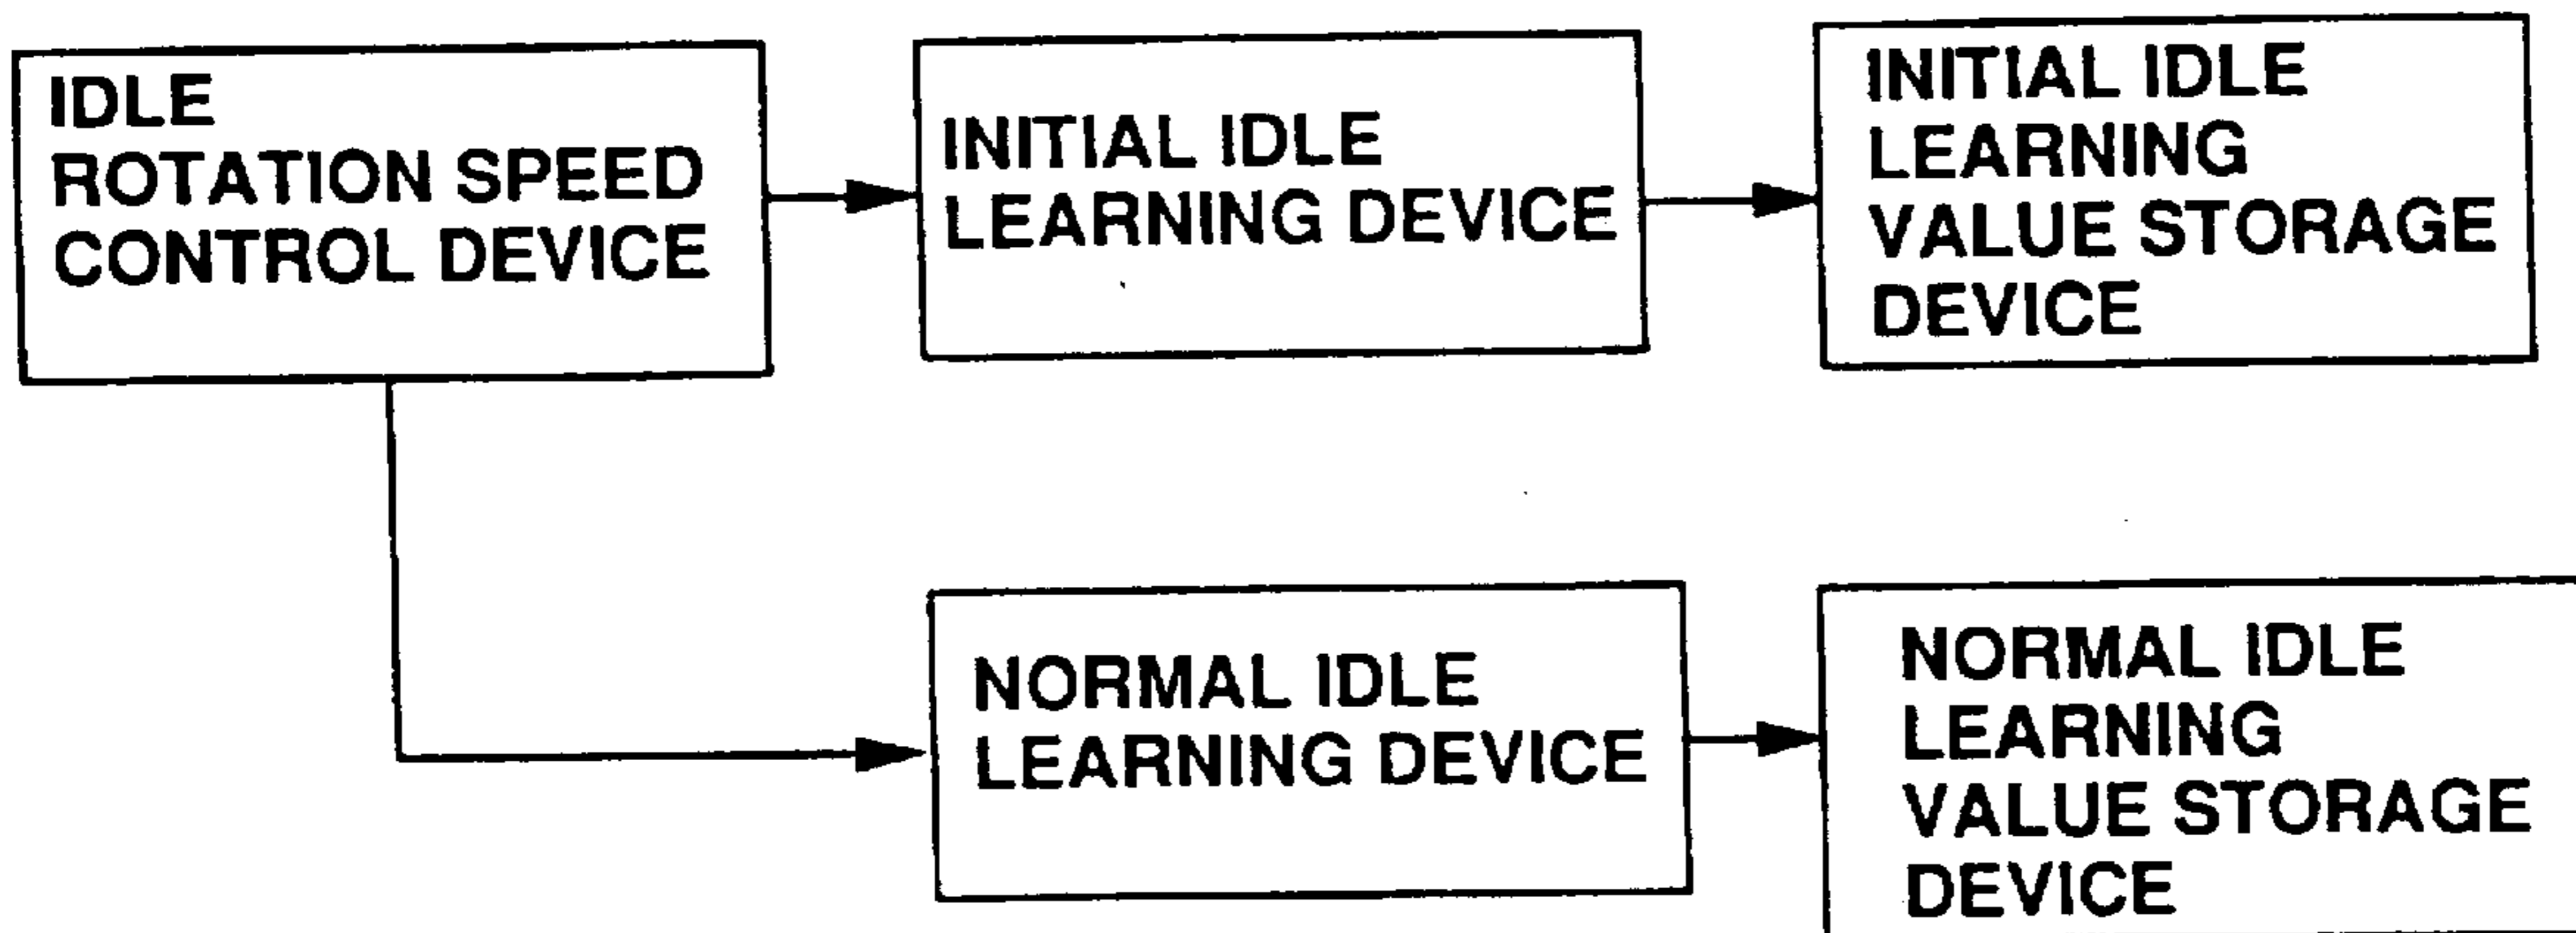 IDLE
ROTATION SPEED
CONTROL DEVICE
INITIAL IDLE
LEARNING DEVICE
INITIAL IDLE
LEARNING
VALUE STORAGE
DEVICE
NORMAL IDLE
LEARNING DEVICE
NORMAL IDLE
LEARNING
VALUE STORAGE
DEVICE